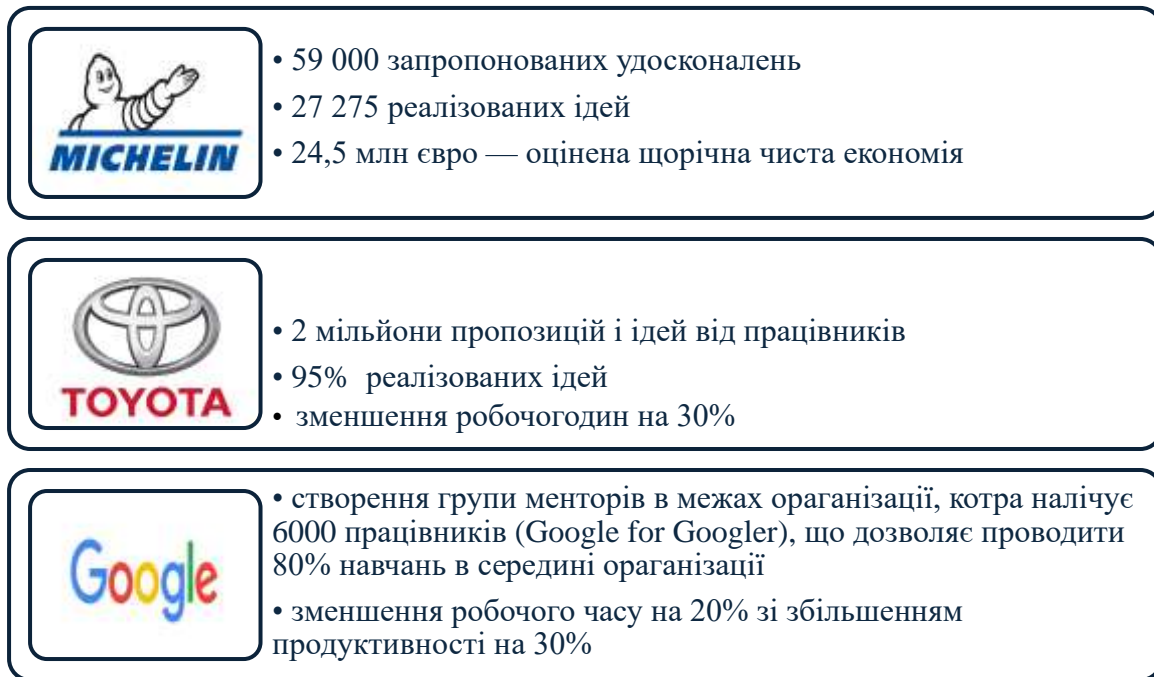 MICHELIN
• 59 000 запропонованих удосконалень
• 27 275 реалізованих ідей
• 24,5 млн євро — оцінена щорічна чиста економія
TOYOTA
• 2 мільйони пропозицій і ідей від працівників
• 95% реалізованих ідей
• зменшення робочогодин на 30%
Google
• створення групи менторів в межах ораганізації, котра налічує
6000 працівників (Google for Googler), що дозволяє проводити
80% навчань в середині ораганізації
• зменшення робочого часу на 20% зі збільшенням
продуктивності на 30%